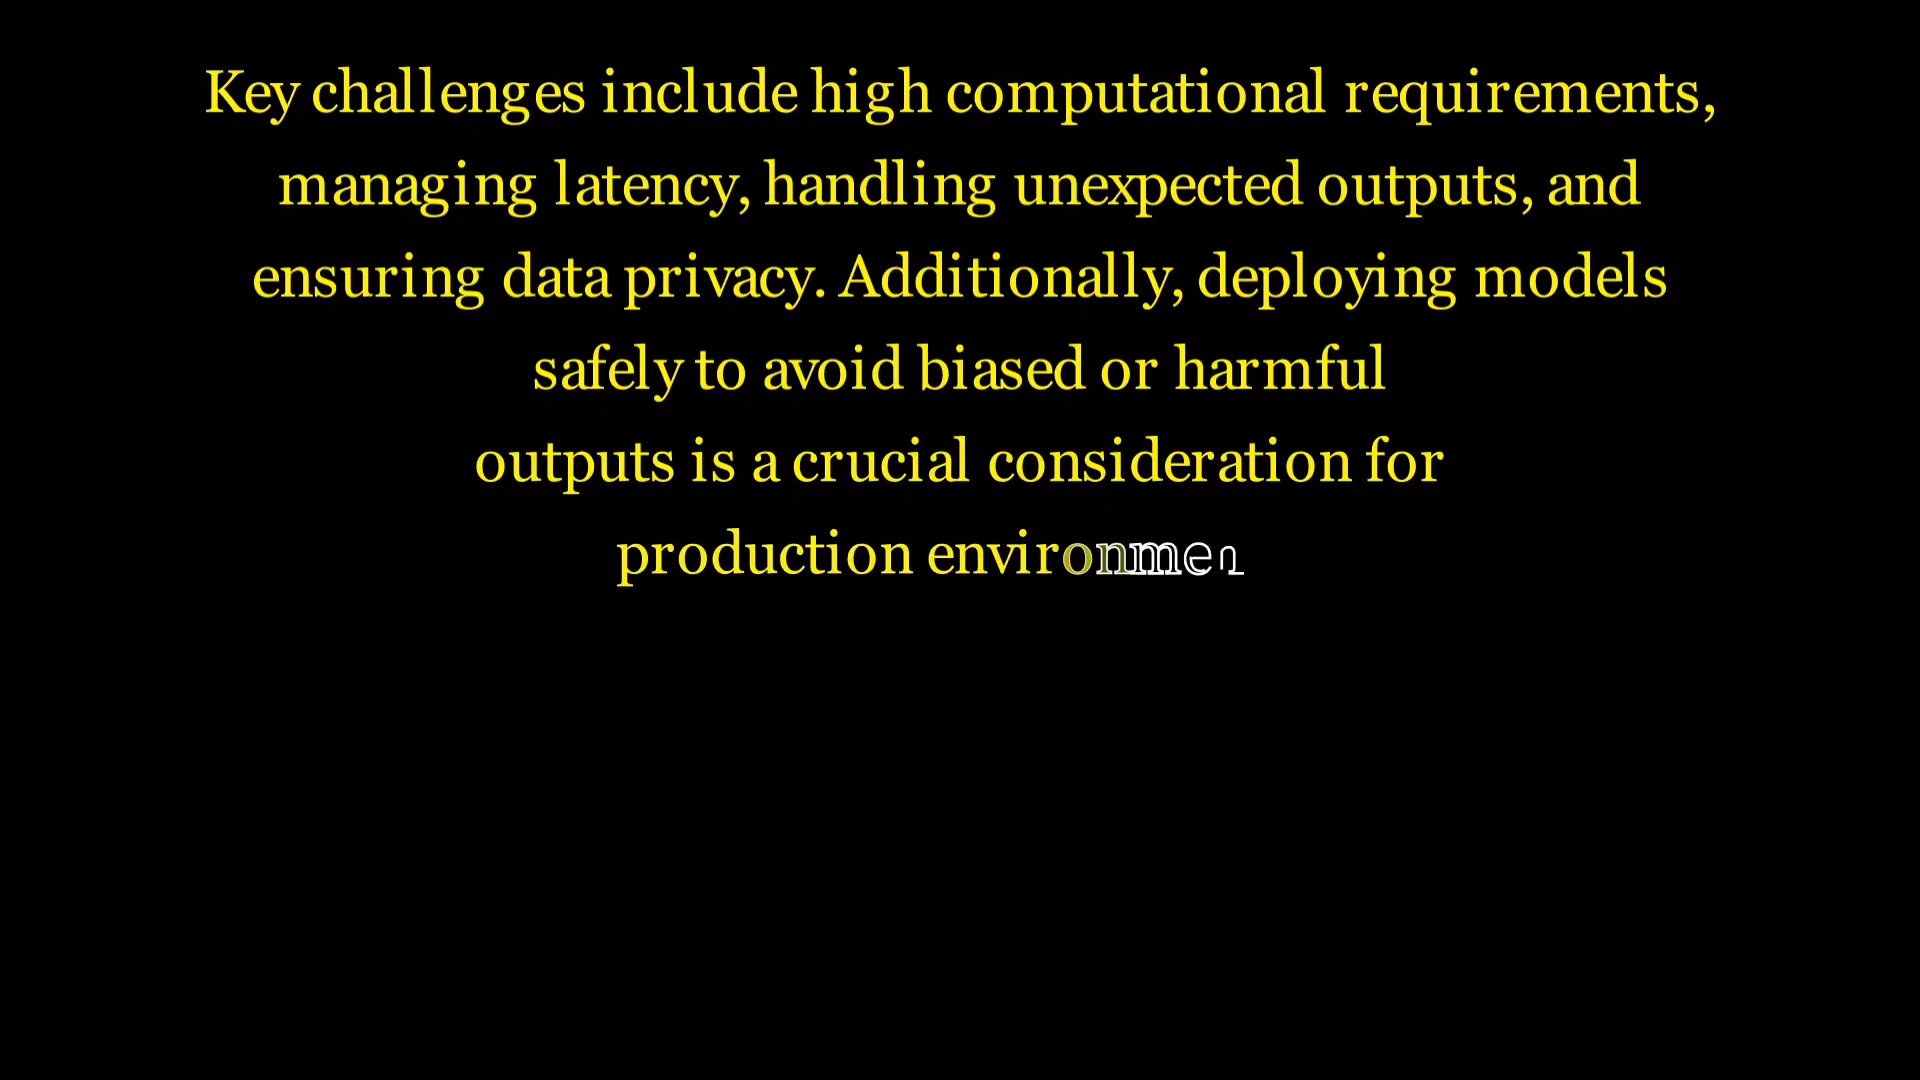 Key challenges include high computational requirements,
managing latency, handling unexpected outputs, and
ensuring data privacy. Additionally, deploying models
safely to avoid biased or harmful
outputs is a crucial consideration for
production environmen